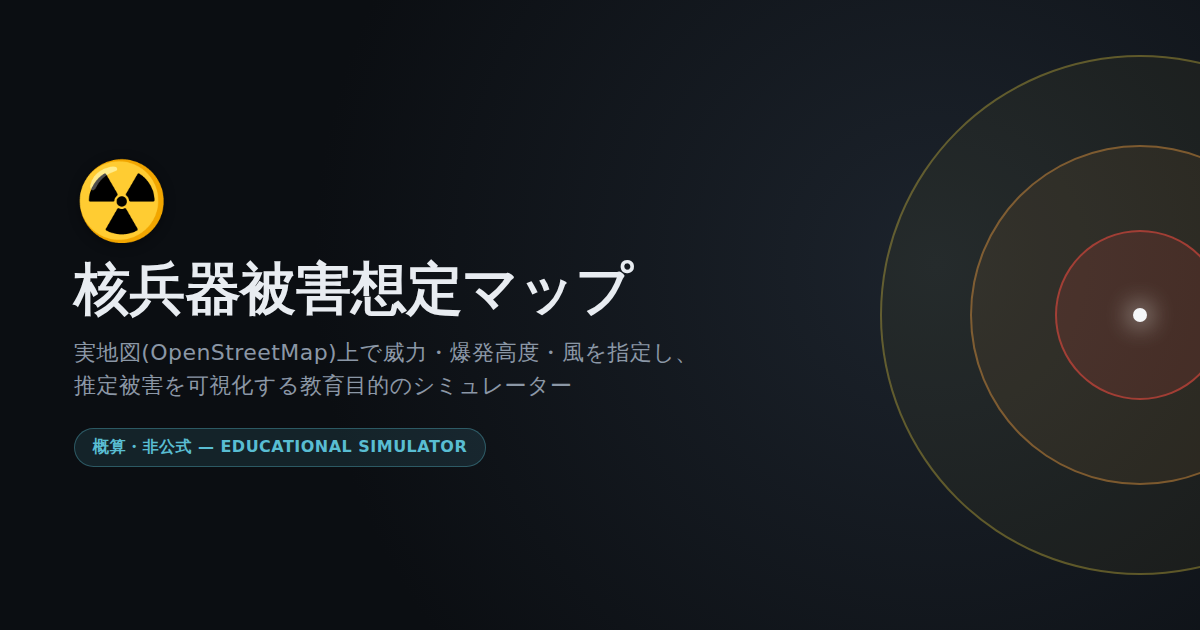 核兵器被害想定マップ
実地図(OpenStreetMap)上で威力・爆発高度・風を指定し、
推定被害を可視化する教育目的のシミュレーター
概算・非公式 — EDUCATIONAL SIMULATOR